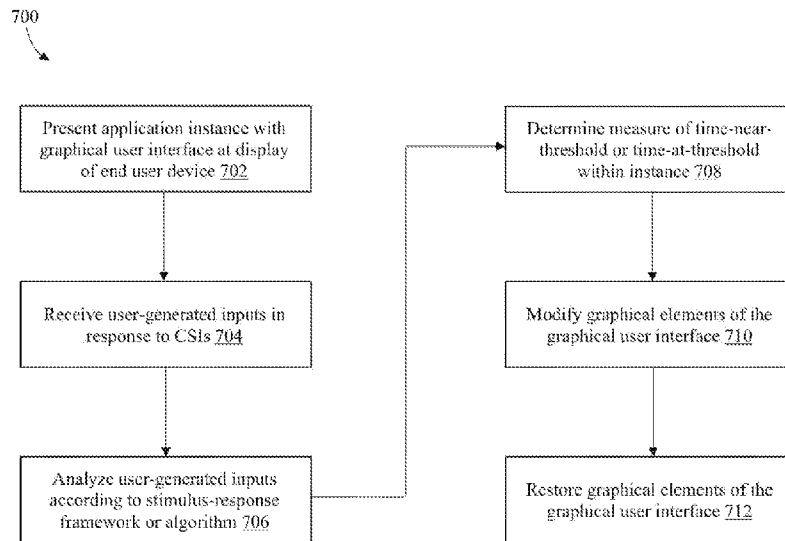 700
Present application instance with
graphical user interface at display
of end user device 702
Receive user-generated inputs in
response to CSIs 704
Analyze user-generated inputs
according to stimulus-response
framework or algorithm 706
Determine measure of time-near-
threshold or time-at-threshold
within instance 708
Modify graphical elements of the
graphical user interface 710
Restore graphical elements of the
graphical user interface 712